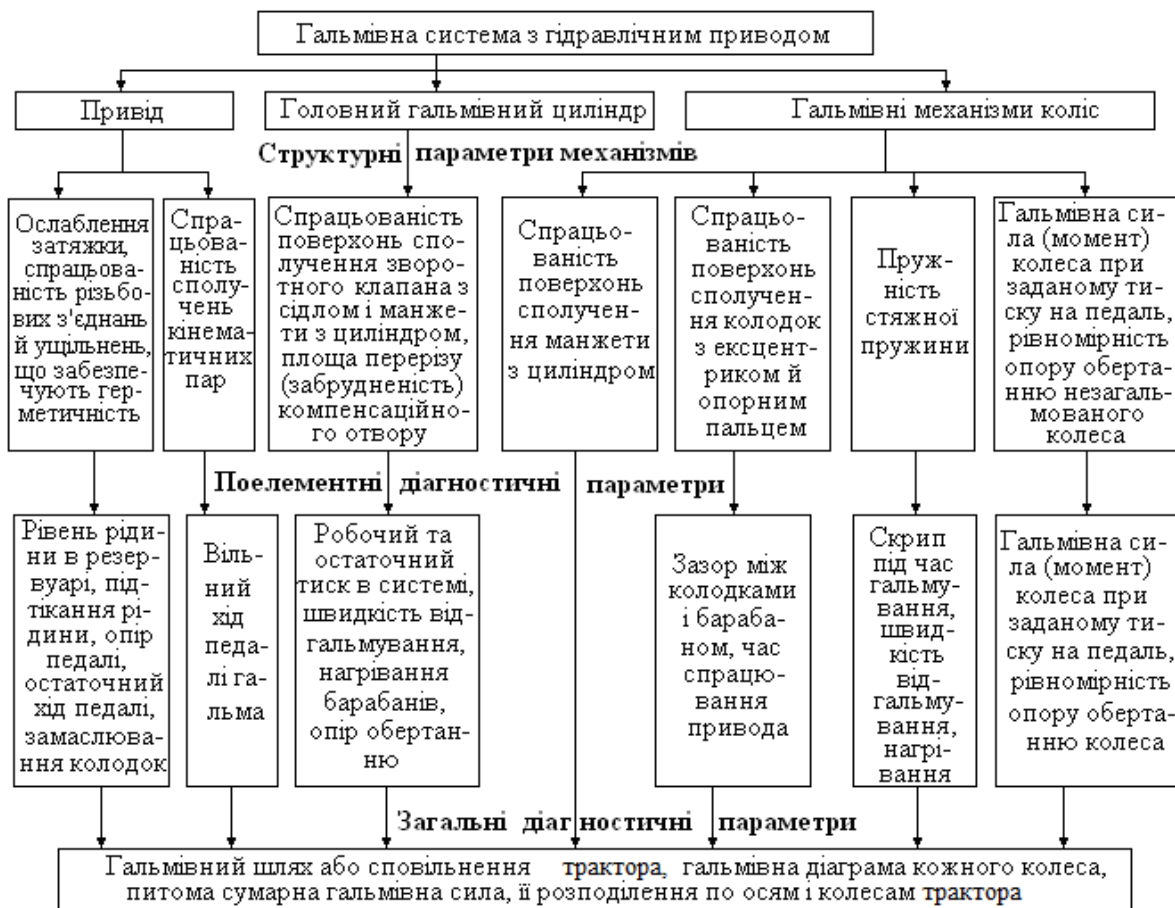 Гальмівна система з гідравлічним приводом
Привід
Головний гальмівний циліндр
Гальмівні механізми коліс
Структурні параметри механізмів
Ослаблення
затяжки,
спрацьова-
ність різьбо-
вих з'єднань
й ущільнень,
що забезпе-
чують гер-
метичність
Спра-
цьова-
ність
сполу-
чень
кінема-
тичних
пар
Спрацьованість
поверхонь спо-
лучення зворо-
тного клапана з
сідлом і манже-
ти з циліндром,
площа перерізу
(забрудненість)
компенсаційно-
го отвору
Спрацьо-
ваність
поверхонь
сполучен-
ня манжети
з циліндром
Спрацьо-
ваність
поверхонь
сполучен-
ня колодок
з ексцент-
риком й
опорним
пальцем
Пруж-
ність
стяжної
пружини
Гальмівна си-
ла (момент)
колеса при
заданому ти-
ску на педаль,
рівномірність
опору оберта-
нню незагаль-
мованого
колеса
Поелементні діагностичні параметри
Рівень ріди-
ни в резер-
вуарі, під-
тікання рі-
дини, опір
педалі,
остаточний
хід педалі,
замаслюва-
ння колодок
Віль-
ний
хід
педа-
лі га-
льма
Робочий та
остаточний
тиск в системі,
швидкість від-
гальмування,
нагрівання
барабанів,
опір обертан-
ню
Зазор між
колодками
і бараба-
ном, час
спрацю-
вання
привода
Скрип
під час
гальму-
вання,
швид-
кість
від-
гальму-
вання,
нагрі-
вання
Гальмівна си-
ла (момент)
колеса при
заданому ти-
ску на педаль,
рівномірність
опору оберта-
нню колеса
Загальні діагностичні параметри
Гальмівний шлях або сповільнення трактора, гальмівна діаграма кожного колеса,
питома сумарна гальмівна сила, її розподілення по осям і колесам трактора